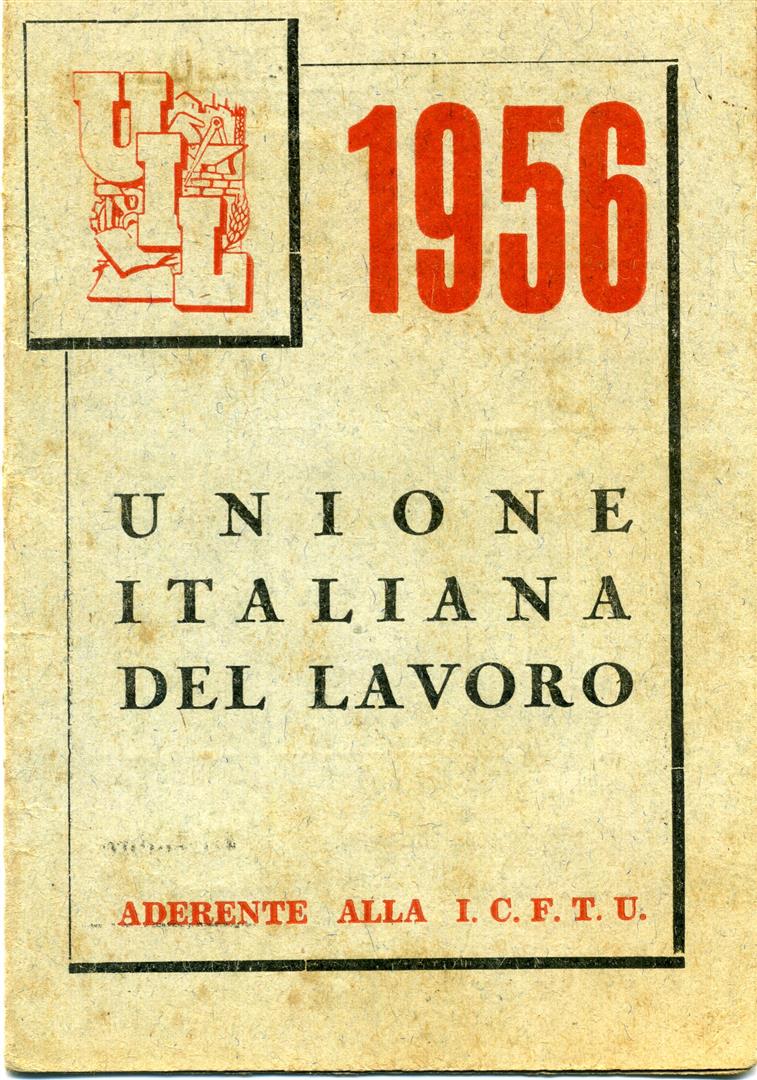 UIL
1956
UNIONE
ITALIANA
DEL LAVORO
ADERENTE ALLA I. C. F. T. U.